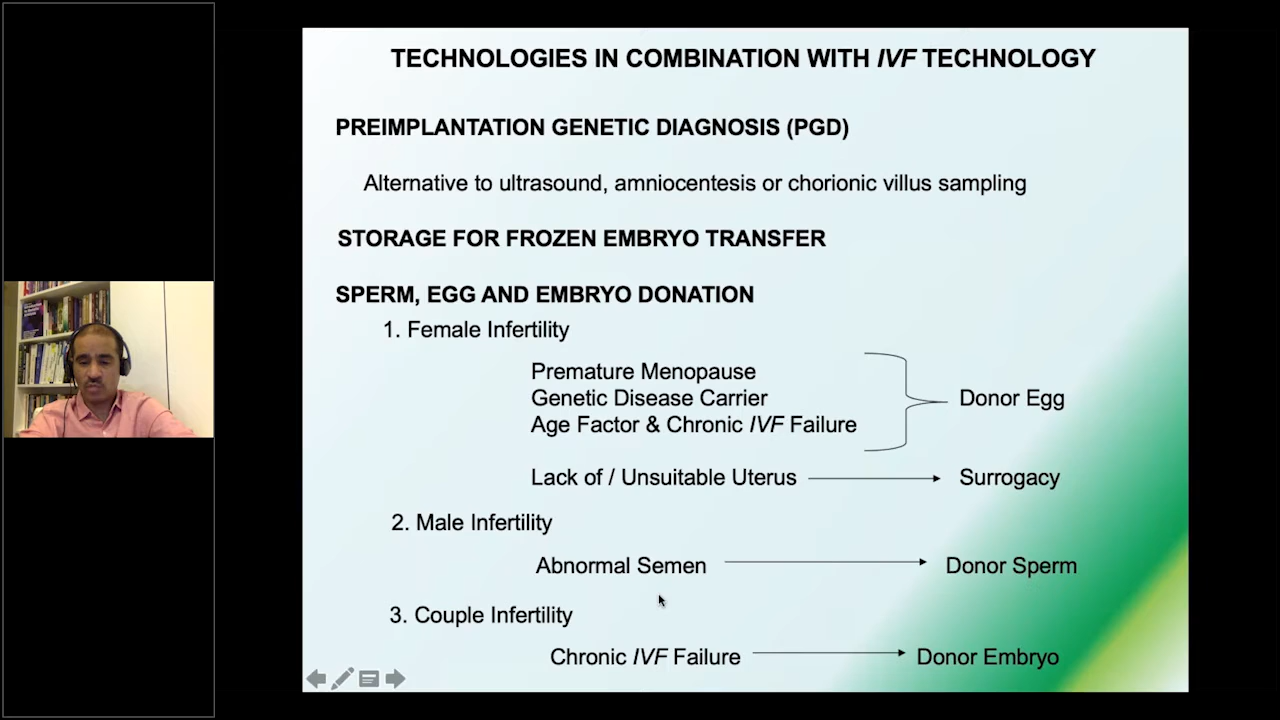 TECHNOLOGIES IN COMBINATION WITH IVF TECHNOLOGY
PREIMPLANTATION GENETIC DIAGNOSIS (PGD)
Alternative to ultrasound, amniocentesis or chorionic villus sampling
STORAGE FOR FROZEN EMBRYO TRANSFER
SPERM, EGG AND EMBRYO DONATION
1. Female Infertility
Premature Menopause
Genetic Disease Carrier
Age Factor & Chronic IVF Failure
Donor Egg
Lack of / Unsuitable Uterus
Surrogacy
2. Male Infertility
Abnormal Semen
Donor Sperm
3. Couple Infertility
Chronic IVF Failure
Donor Embryo